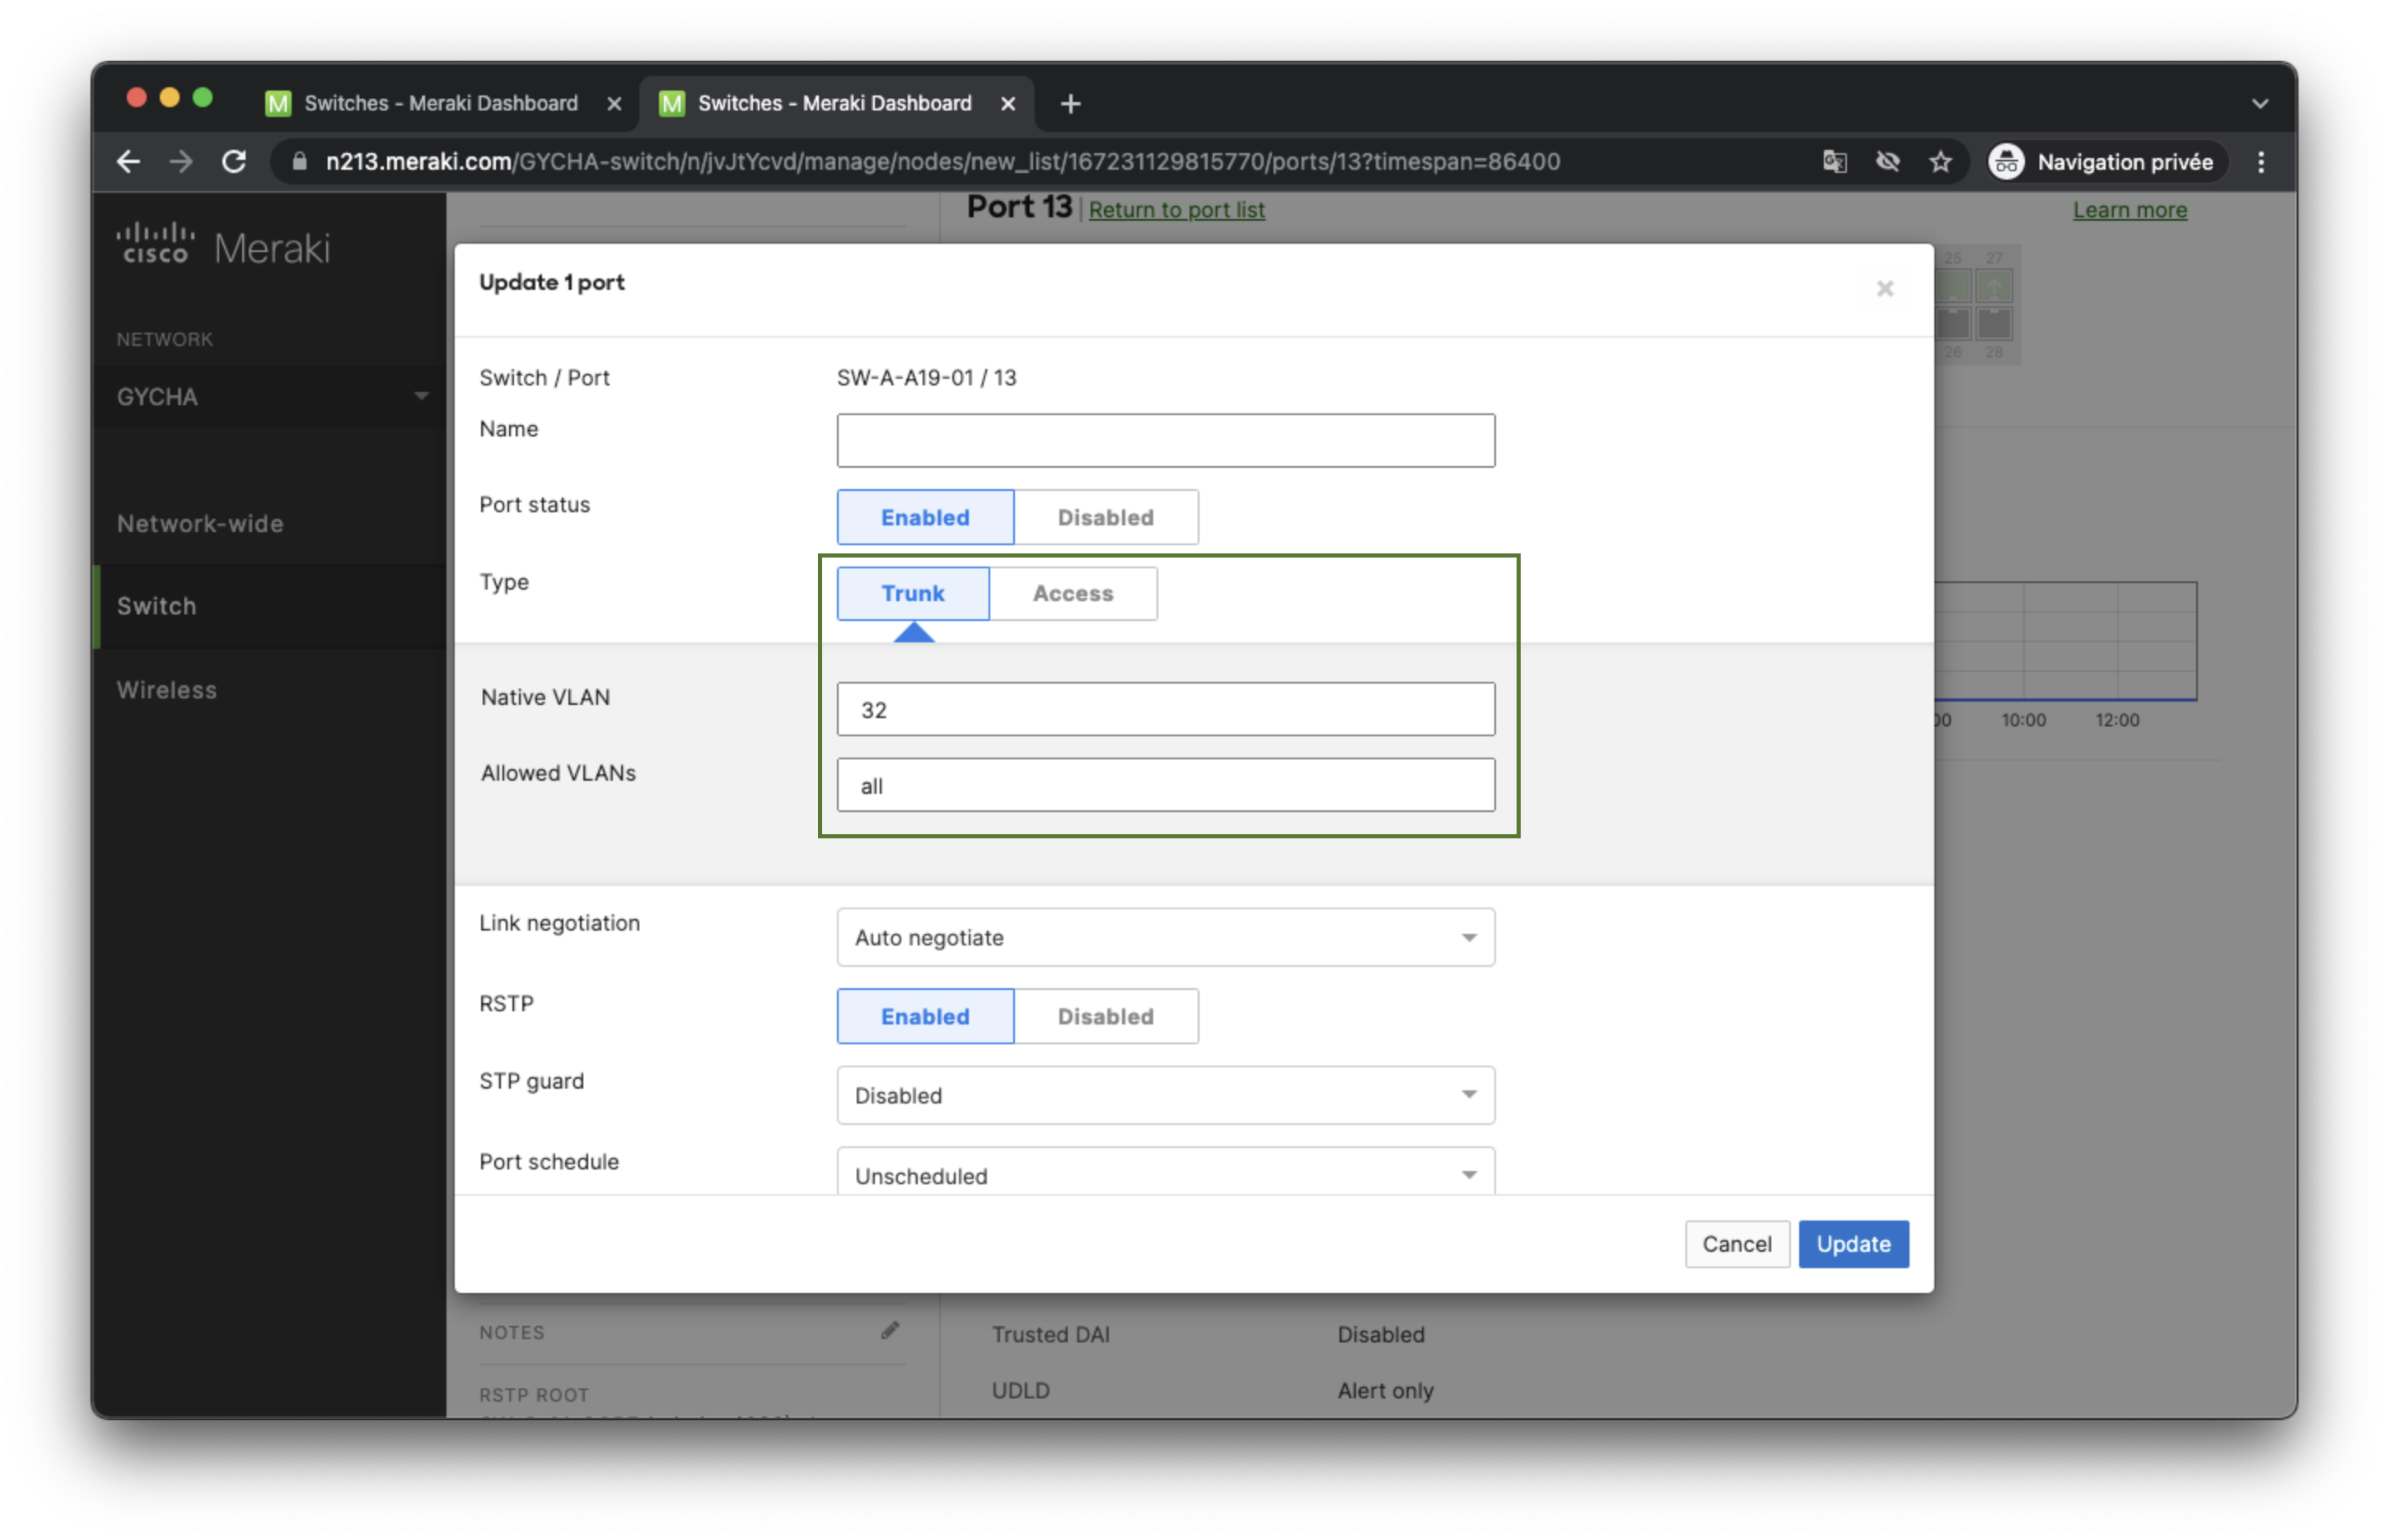 Switches - Meraki Dashboard
Switches - Meraki Dashboard
n213.meraki.com/GYCHA-switch/n/jvJtYcvd/manage/nodes/new_list/167231129815770/ports/13?timespan=86400
Navigation privée
CISCO Meraki
NETWORK
GYCHA
Network-wide
Switch
Wireless
Port 13 | Return to port list
Learn more
25 27
26 28
10:00 12:00
Update 1 port
Switch / Port SW-A-A19-01 / 13
Name
Port status Enabled Disabled
Type Trunk Access
Native VLAN 32
Allowed VLANs all
Link negotiation Auto negotiate
RSTP Enabled Disabled
STP guard Disabled
Port schedule Unscheduled
Cancel Update
NOTES
RSTP ROOT
Trusted DAI Disabled
UDLD Alert only